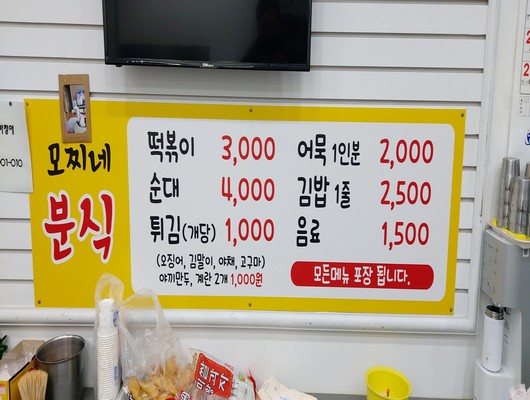 모찌네
분식
떡볶이 3,000
순대 4,000
튀김(개당) 1,000
(오징어, 김말이, 야채, 고구마)
야끼만두, 계란 2개 1,000원
어묵 1인분 2,000
김밥 1줄 2,500
음료 1,500
모든메뉴 포장 됩니다.
01-010